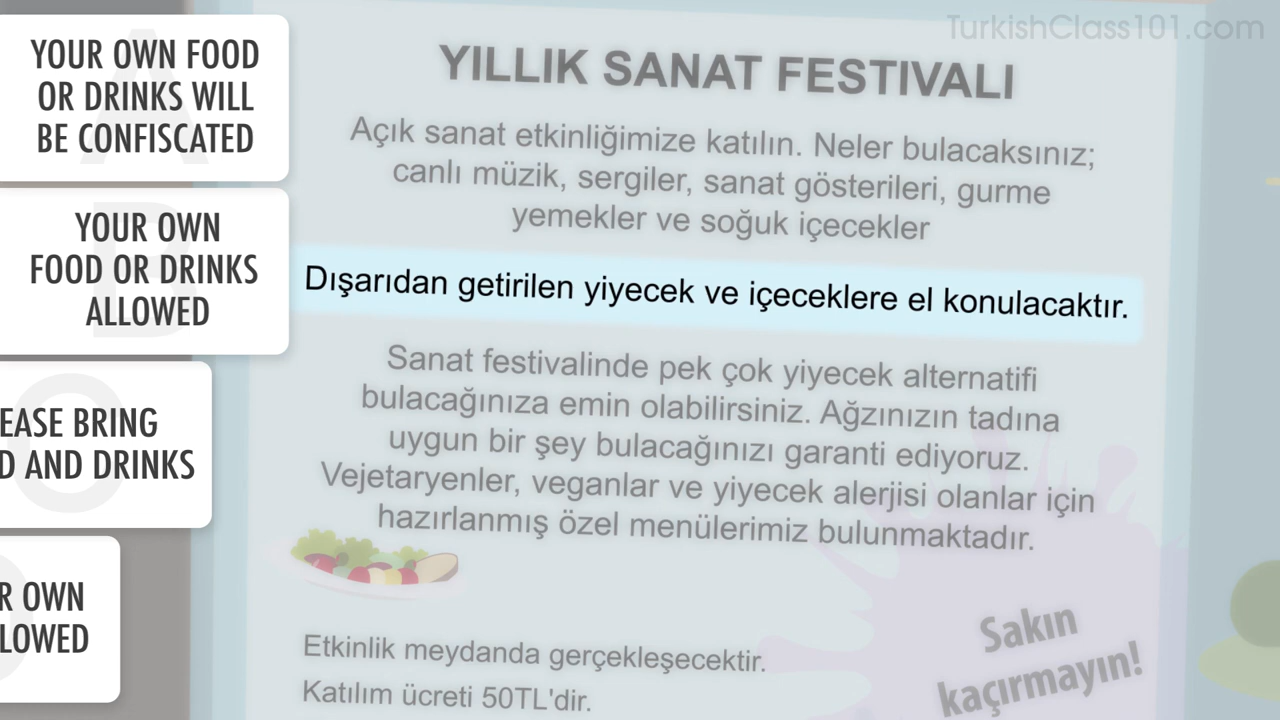 TurkishClass101.com
YOUR OWN FOOD
OR DRINKS WILL
BE CONFISCATED
A
YOUR OWN
FOOD OR DRINKS
ALLOWED
B
EASE BRING
D AND DRINKS
C
R OWN
LOWED
YILLIK SANAT FESTIVALI
Açık sanat etkinliğimize katılın. Neler bulacaksınız;
canlı müzik, sergiler, sanat gösterileri, gurme
yemekler ve soğuk içecekler
Dışarıdan getirilen yiyecek ve içeceklere el konulacaktır.
Sanat festivalinde pek çok yiyecek alternatifi
bulacağınıza emin olabilirsiniz. Ağzınızın tadına
uygun bir şey bulacağınızı garanti ediyoruz.
Vejetaryenler, veganlar ve yiyecek alerjisi olanlar için
hazırlanmış özel menülerimiz bulunmaktadır.
Etkinlik meydanda gerçekleşecektir.
Katılım ücreti 50TL'dir.
Sakın
kaçırmayın!